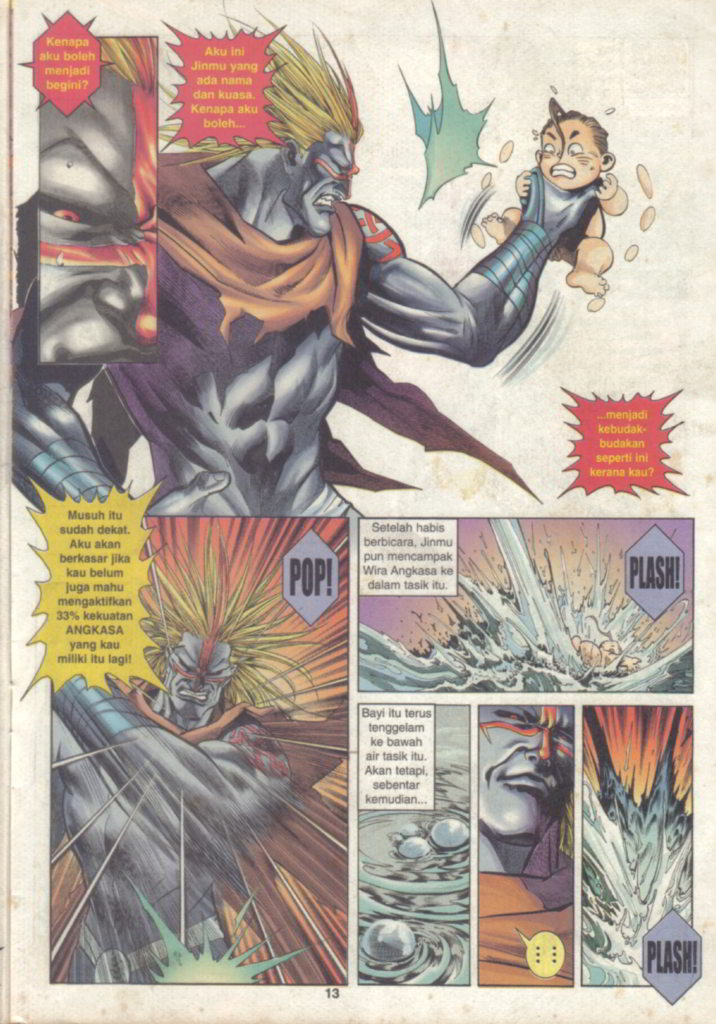 Kenapa
aku boleh
menjadi
begini?
Aku ini
Jinmu yang
ada nama
dan kuasa.
Kenapa aku
boleh...
...menjadi
kebudak-
budakan
seperti ini
kerana kau?
Musuh itu
sudah dekat.
Aku akan
berkasar jika
kau belum
juga mahu
mengaktifkan
33% kekuatan
ANGKASA
yang kau
miliki itu lagi!
POP!
Setelah habis
berbicara, Jinmu
pun mencampak
Wira Angkasa ke
dalam tasik itu.
PLASH!
Bayi itu terus
tenggelam
ke bawah
air tasik itu.
Akan tetapi,
sebentar
kemudian...
PLASH!
13